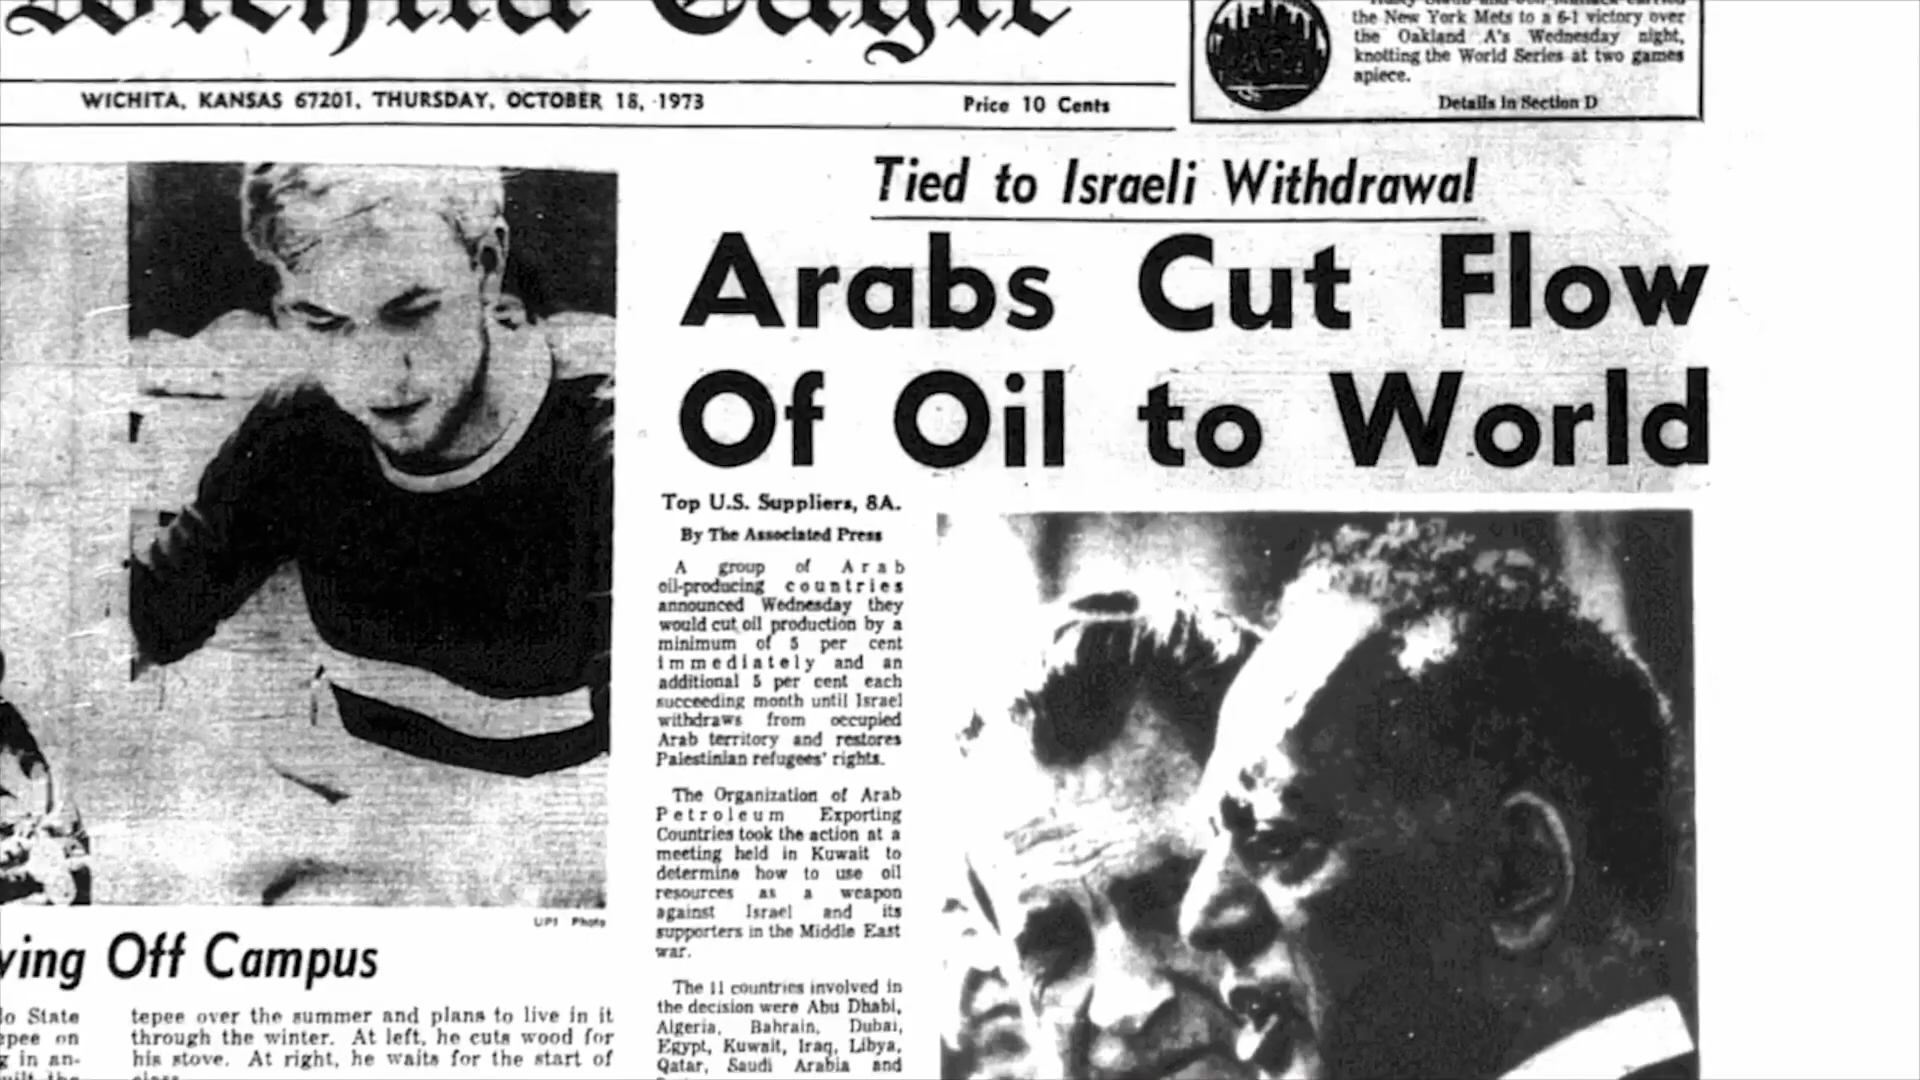 Wichita Eagle
the New York Mets to a 6-1 victory over
the Oakland A's Wednesday night,
knotting the World Series at two games
apiece.
Details in Section D
WICHITA, KANSAS 67201, THURSDAY, OCTOBER 18, 1973
Price 10 Cents
Tied to Israeli Withdrawal
Arabs Cut Flow
Of Oil to World
Top U.S. Suppliers, 8A.
By The Associated Press
A group of Arab
oil-producing countries
announced Wednesday they
would cut oil production by a
minimum of 5 per cent
immediately and an
additional 5 per cent each
succeeding month until Israel
withdraws from occupied
Arab territory and restores
Palestinian refugees' rights.
The Organization of Arab
Petroleum Exporting
Countries took the action at a
meeting held in Kuwait to
determine how to use oil
resources as a weapon
against Israel and its
supporters in the Middle East
war.
The 11 countries involved in
the decision were Abu Dhabi,
Algeria, Bahrain, Dubai,
Egypt, Kuwait, Iraq, Libya,
Qatar, Saudi Arabia and
UPI Photo
ving Off Campus
lo State
epee on
g in an-
tepee over the summer and plans to live in it
through the winter. At left, he cuts wood for
his stove. At right, he waits for the start of